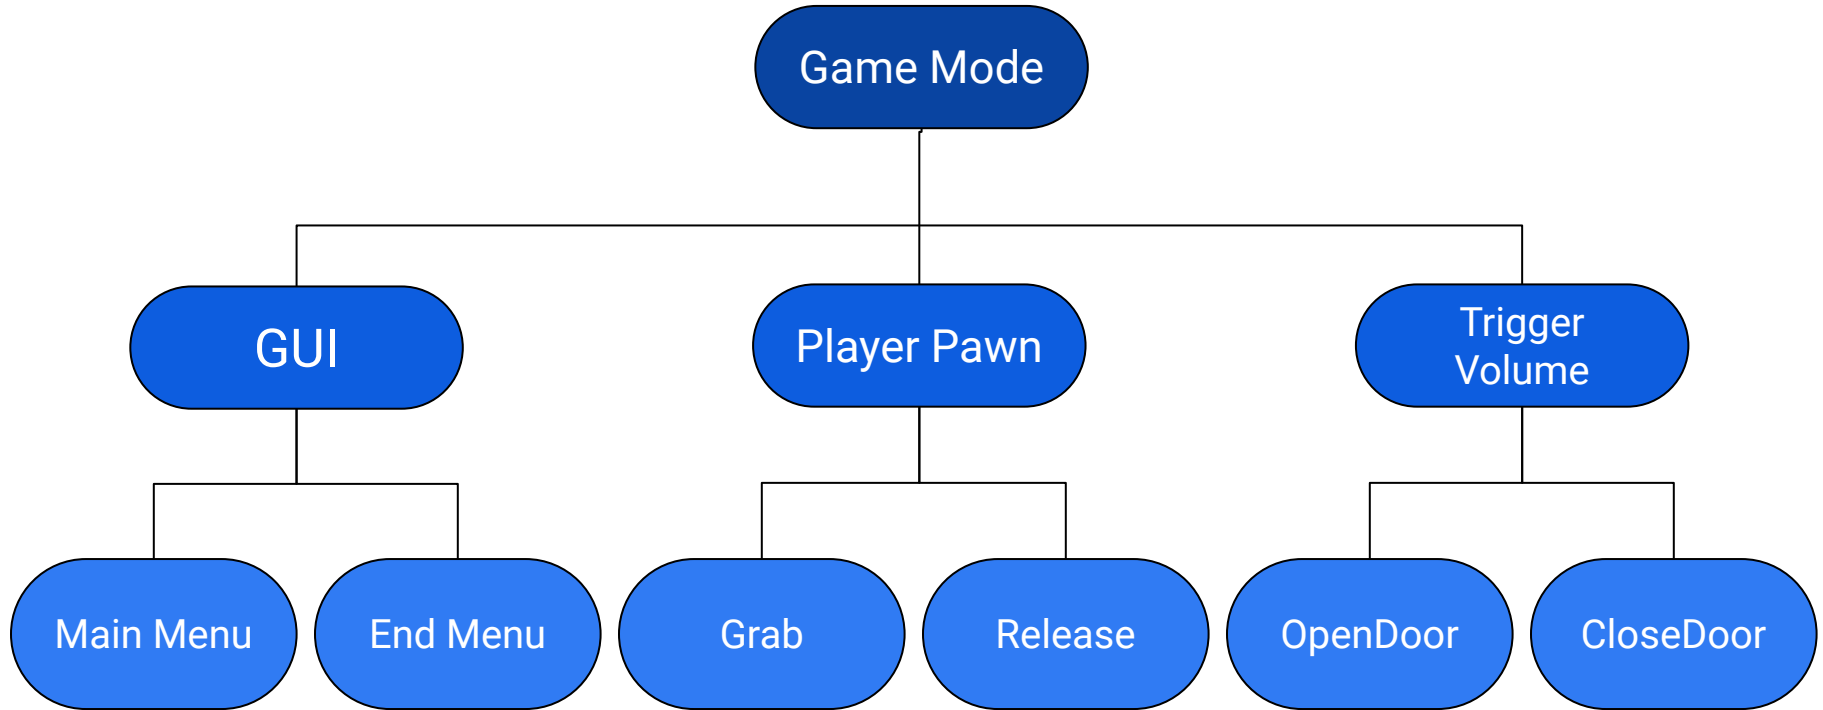 Game Mode
GUI
Player Pawn
Trigger
Volume
Main Menu
End Menu
Grab
Release
OpenDoor
CloseDoor